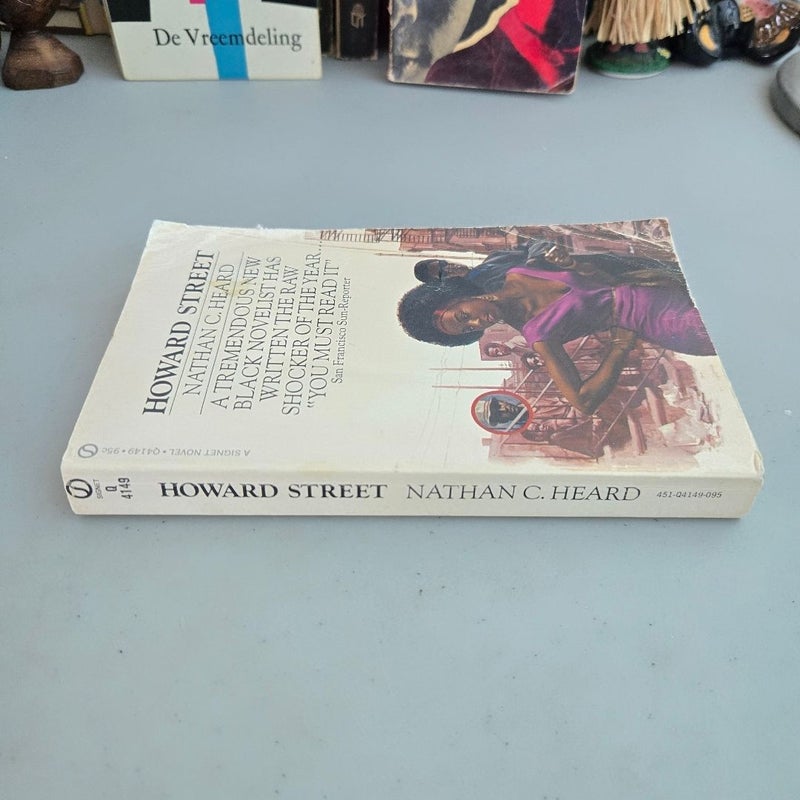 De Vreemdeling
HOWARD STREET
NATHAN C. HEARD
A TREMENDOUS NEW
BLACK NOVELIST HAS
WRITTEN THE RAW
SHOCKER OF THE YEAR...
"YOU MUST READ IT"
San Francisco Sun-Reporter
A SIGNET NOVEL • Q4149 • 95c
SIGNET
Q
4149
HOWARD STREET NATHAN C. HEARD 451-Q4149-095